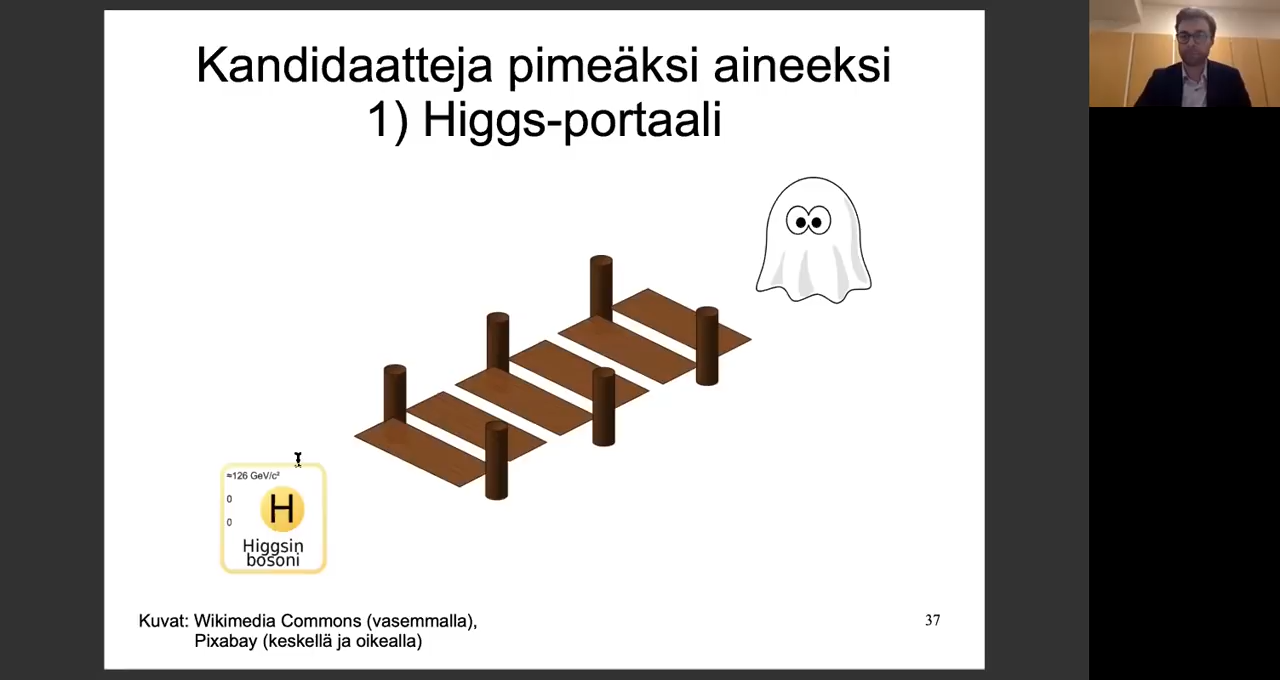 Kandidaatteja pimeäksi aineeksi
1) Higgs-portaali
≈126 GeV/c²
0
H
0
Higgsin
bosoni
Kuvat: Wikimedia Commons (vasemmalla),
Pixabay (keskellä ja oikealla)
37